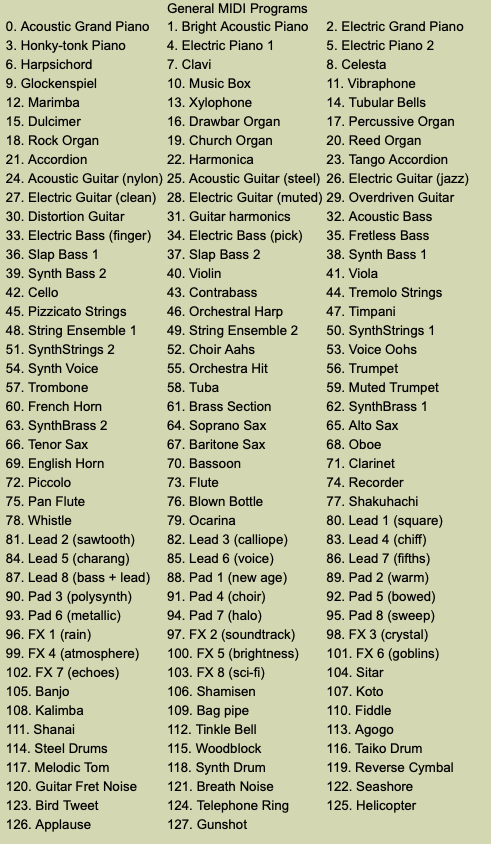 General MIDI Programs
0. Acoustic Grand Piano 1. Bright Acoustic Piano 2. Electric Grand Piano
3. Honky-tonk Piano 4. Electric Piano 1 5. Electric Piano 2
6. Harpsichord 7. Clavi 8. Celesta
9. Glockenspiel 10. Music Box 11. Vibraphone
12. Marimba 13. Xylophone 14. Tubular Bells
15. Dulcimer 16. Drawbar Organ 17. Percussive Organ
18. Rock Organ 19. Church Organ 20. Reed Organ
21. Accordion 22. Harmonica 23. Tango Accordion
24. Acoustic Guitar (nylon) 25. Acoustic Guitar (steel) 26. Electric Guitar (jazz)
27. Electric Guitar (clean) 28. Electric Guitar (muted) 29. Overdriven Guitar
30. Distortion Guitar 31. Guitar harmonics 32. Acoustic Bass
33. Electric Bass (finger) 34. Electric Bass (pick) 35. Fretless Bass
36. Slap Bass 1 37. Slap Bass 2 38. Synth Bass 1
39. Synth Bass 2 40. Violin 41. Viola
42. Cello 43. Contrabass 44. Tremolo Strings
45. Pizzicato Strings 46. Orchestral Harp 47. Timpani
48. String Ensemble 1 49. String Ensemble 2 50. SynthStrings 1
51. SynthStrings 2 52. Choir Aahs 53. Voice Oohs
54. Synth Voice 55. Orchestra Hit 56. Trumpet
57. Trombone 58. Tuba 59. Muted Trumpet
60. French Horn 61. Brass Section 62. SynthBrass 1
63. SynthBrass 2 64. Soprano Sax 65. Alto Sax
66. Tenor Sax 67. Baritone Sax 68. Oboe
69. English Horn 70. Bassoon 71. Clarinet
72. Piccolo 73. Flute 74. Recorder
75. Pan Flute 76. Blown Bottle 77. Shakuhachi
78. Whistle 79. Ocarina 80. Lead 1 (square)
81. Lead 2 (sawtooth) 82. Lead 3 (calliope) 83. Lead 4 (chiff)
84. Lead 5 (charang) 85. Lead 6 (voice) 86. Lead 7 (fifths)
87. Lead 8 (bass + lead) 88. Pad 1 (new age) 89. Pad 2 (warm)
90. Pad 3 (polysynth) 91. Pad 4 (choir) 92. Pad 5 (bowed)
93. Pad 6 (metallic) 94. Pad 7 (halo) 95. Pad 8 (sweep)
96. FX 1 (rain) 97. FX 2 (soundtrack) 98. FX 3 (crystal)
99. FX 4 (atmosphere) 100. FX 5 (brightness) 101. FX 6 (goblins)
102. FX 7 (echoes) 103. FX 8 (sci-fi) 104. Sitar
105. Banjo 106. Shamisen 107. Koto
108. Kalimba 109. Bag pipe 110. Fiddle
111. Shanai 112. Tinkle Bell 113. Agogo
114. Steel Drums 115. Woodblock 116. Taiko Drum
117. Melodic Tom 118. Synth Drum 119. Reverse Cymbal
120. Guitar Fret Noise 121. Breath Noise 122. Seashore
123. Bird Tweet 124. Telephone Ring 125. Helicopter
126. Applause 127. Gunshot